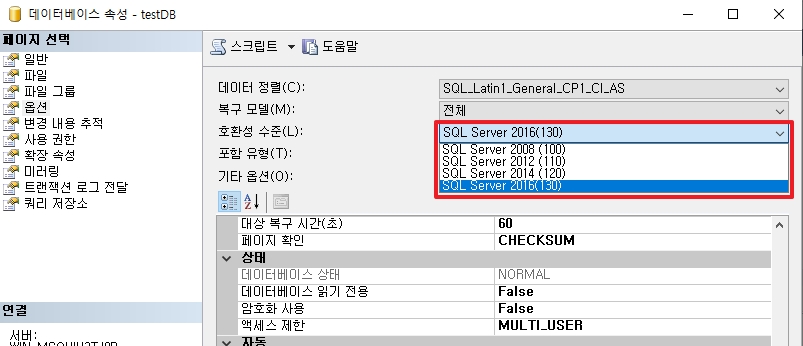 데이터베이스 속성 - testDB
페이지 선택
일반
파일
파일 그룹
옵션
변경 내용 추적
사용 권한
확장 속성
미러링
트랜잭션 로그 전달
쿼리 저장소
연결
서버:
스크립트 도움말
데이터 정렬(C): SQL_Latin1_General_CP1_CI_AS
복구 모델(M): 전체
호환성 수준(L): SQL Server 2016(130)
SQL Server 2008 (100)
포함 유형(T): SQL Server 2012 (110)
SQL Server 2014 (120)
기타 옵션(O): SQL Server 2016(130)
대상 복구 시간(초) 60
페이지 확인 CHECKSUM
상태
데이터베이스 상태 NORMAL
데이터베이스 읽기 전용 False
암호화 사용 False
액세스 제한 MULTI_USER
자동